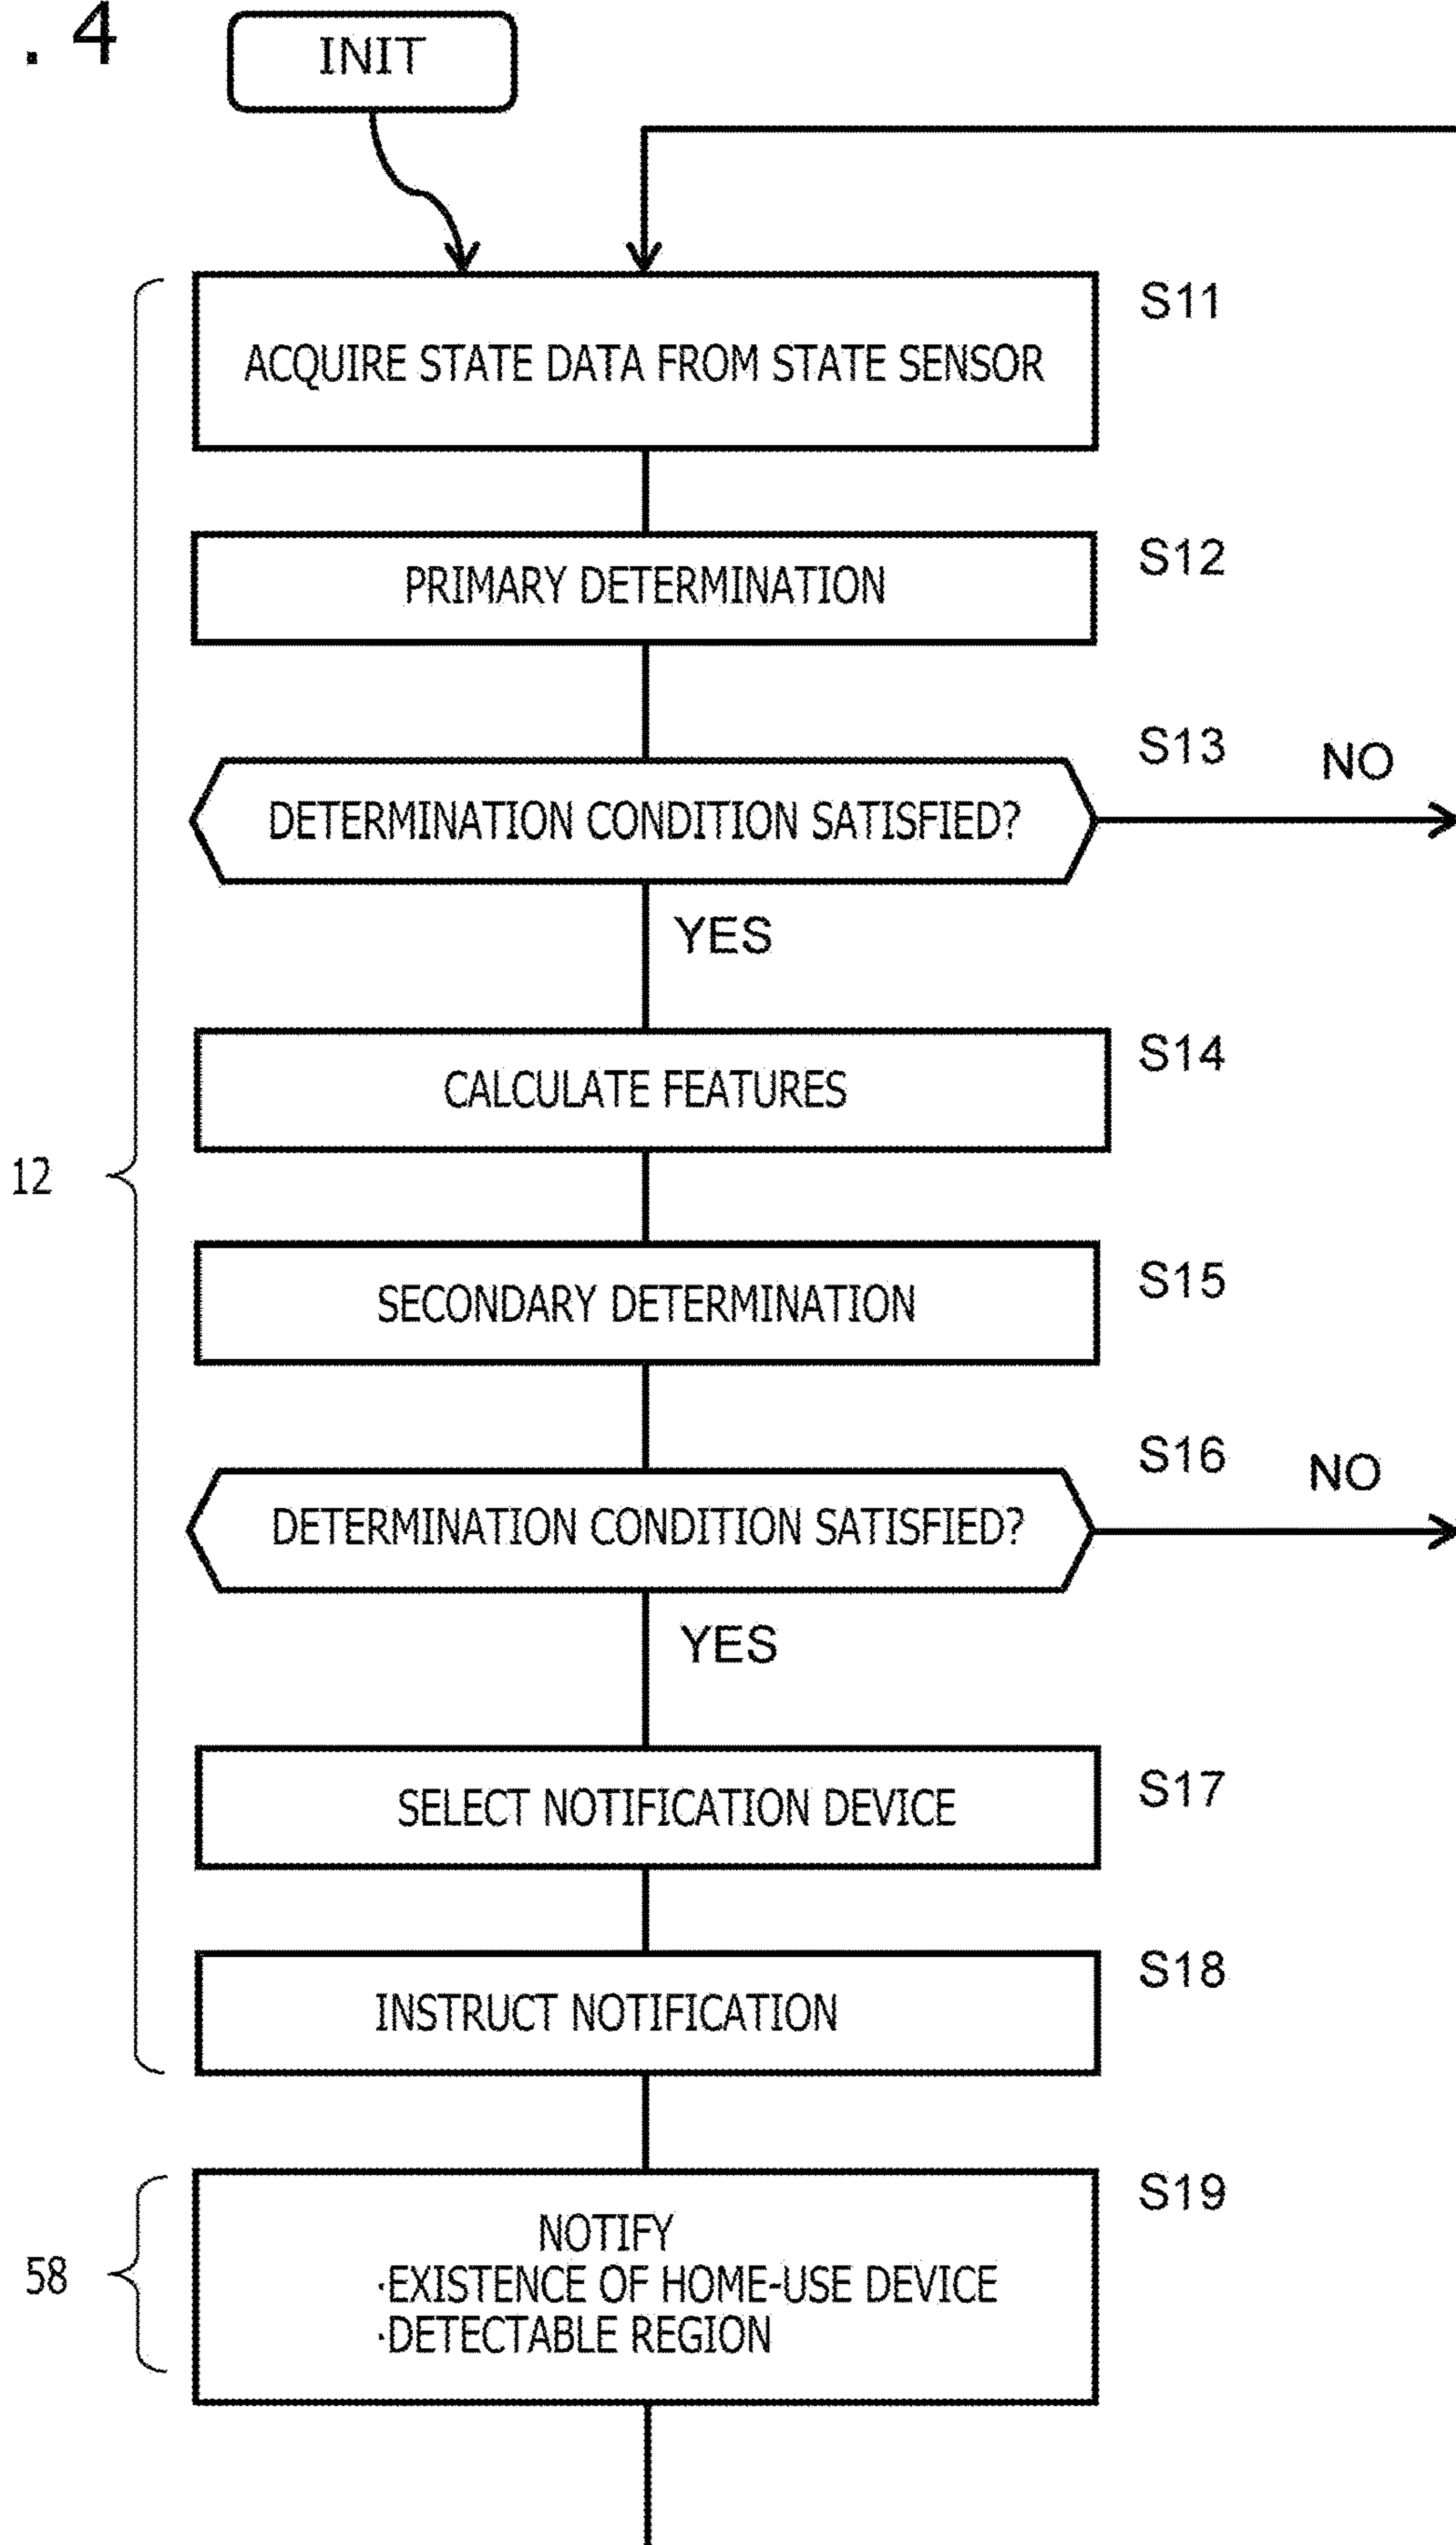 . 4
INIT
S11
ACQUIRE STATE DATA FROM STATE SENSOR
S12
PRIMARY DETERMINATION
S13
NO
DETERMINATION CONDITION SATISFIED?
YES
S14
CALCULATE FEATURES
12
S15
SECONDARY DETERMINATION
S16
NO
DETERMINATION CONDITION SATISFIED?
YES
S17
SELECT NOTIFICATION DEVICE
S18
INSTRUCT NOTIFICATION
S19
NOTIFY
58
·EXISTENCE OF HOME-USE DEVICE
·DETECTABLE REGION